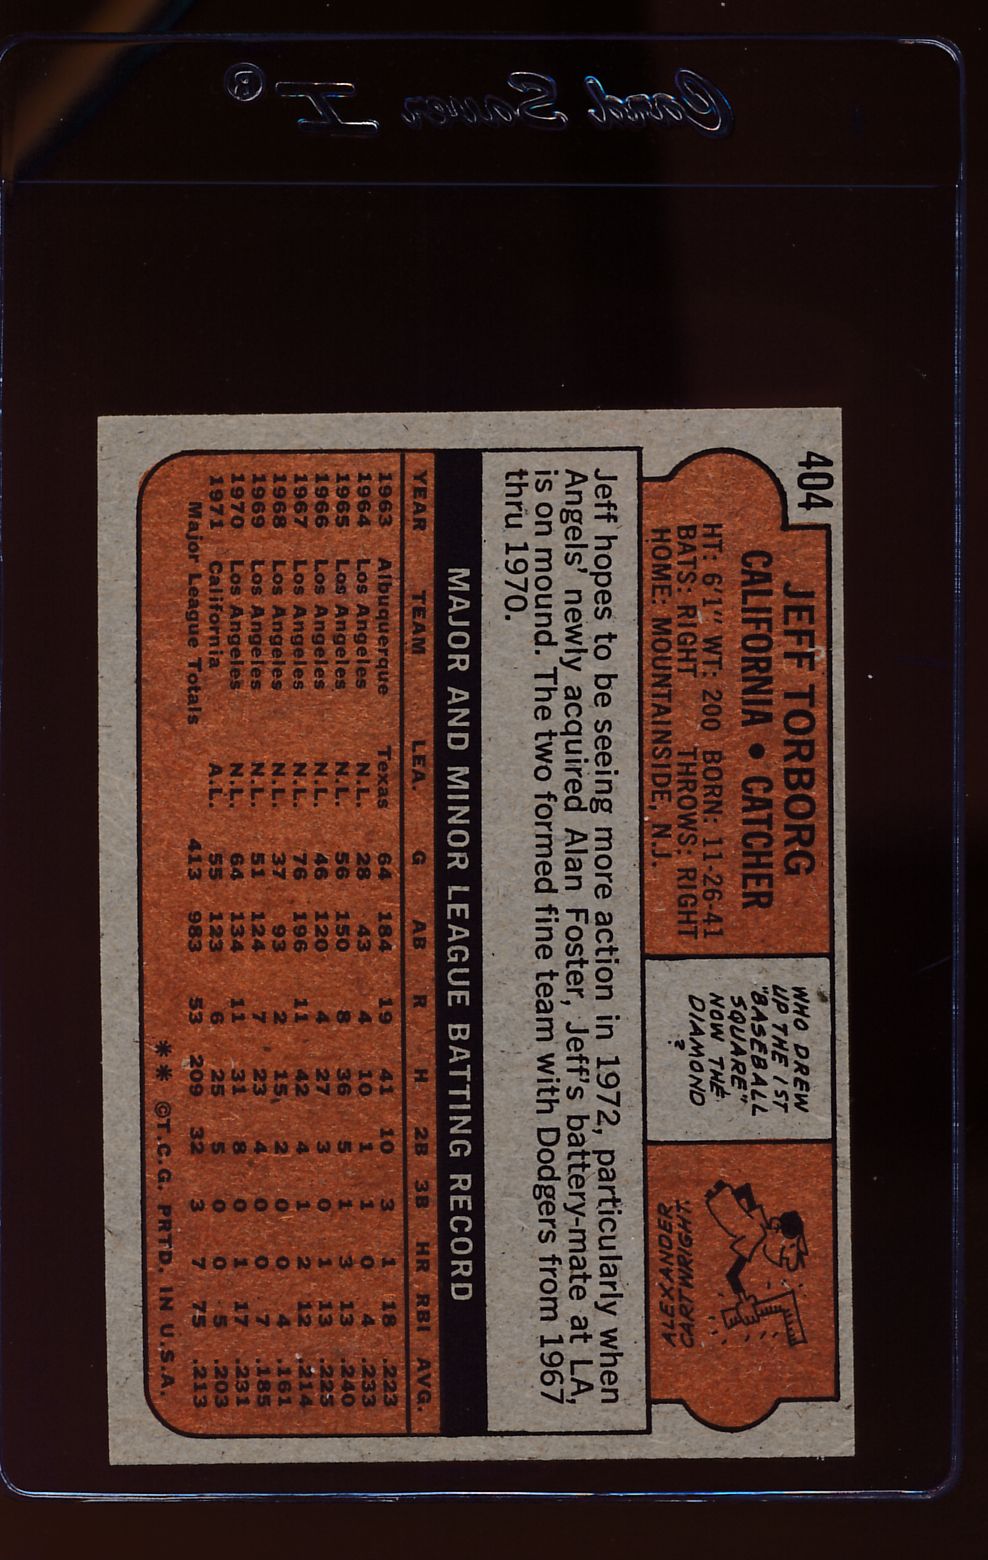 Card Saver I®
404
JEFF TORBORG
CALIFORNIA • CATCHER
HT: 6'1" WT: 200 BORN: 11-26-41
BATS: RIGHT THROWS: RIGHT
HOME: MOUNTAINSIDE, N.J.
WHO DREW
UP THE 1ST
"BASEBALL
SQUARE"
NOW THE
DIAMOND
?
ALEXANDER
CARTWRIGHT.
Jeff hopes to be seeing more action in 1972, particularly when
Angels' newly acquired Alan Foster, Jeff's battery-mate at LA,
is on mound. The two formed fine team with Dodgers from 1967
thru 1970.
MAJOR AND MINOR LEAGUE BATTING RECORD
YEAR TEAM LEA. G AB R H 2B 3B HR RBI AVG.
1963 Albuquerque Texas 64 184 19 41 10 3 1 18 .223
1964 Los Angeles N.L. 28 43 4 10 1 1 0 4 .233
1965 Los Angeles N.L. 56 150 8 36 5 1 3 13 .240
1966 Los Angeles N.L. 46 120 4 27 3 0 1 13 .225
1967 Los Angeles N.L. 76 196 11 42 4 1 2 12 .214
1968 Los Angeles N.L. 37 93 2 15 2 0 0 4 .161
1969 Los Angeles N.L. 51 124 7 23 4 0 0 7 .185
1970 Los Angeles N.L. 64 134 11 31 8 0 1 17 .231
1971 California A.L. 55 123 6 25 5 0 0 5 .203
Major League Totals 413 983 53 209 32 3 7 75 .213
** ©T.C.G. PRTD. IN U.S.A.